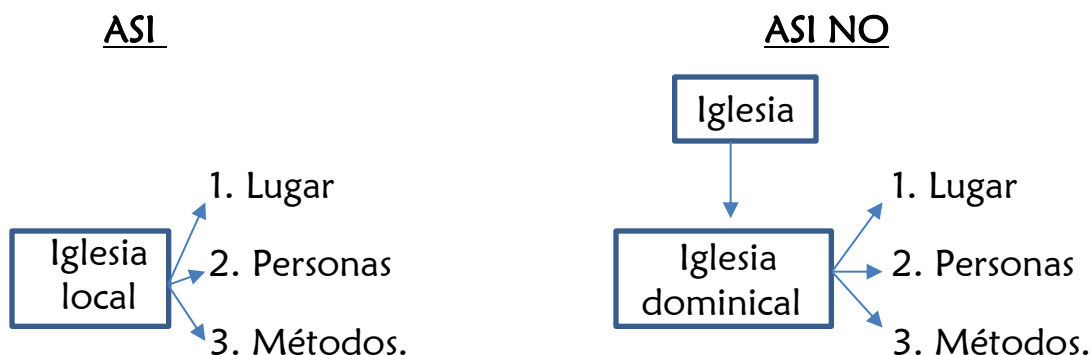 ASI
1. Lugar
Iglesia
local
2. Personas
3. Métodos.
ASI NO
Iglesia
1. Lugar
Iglesia
dominical
2. Personas
3. Métodos.